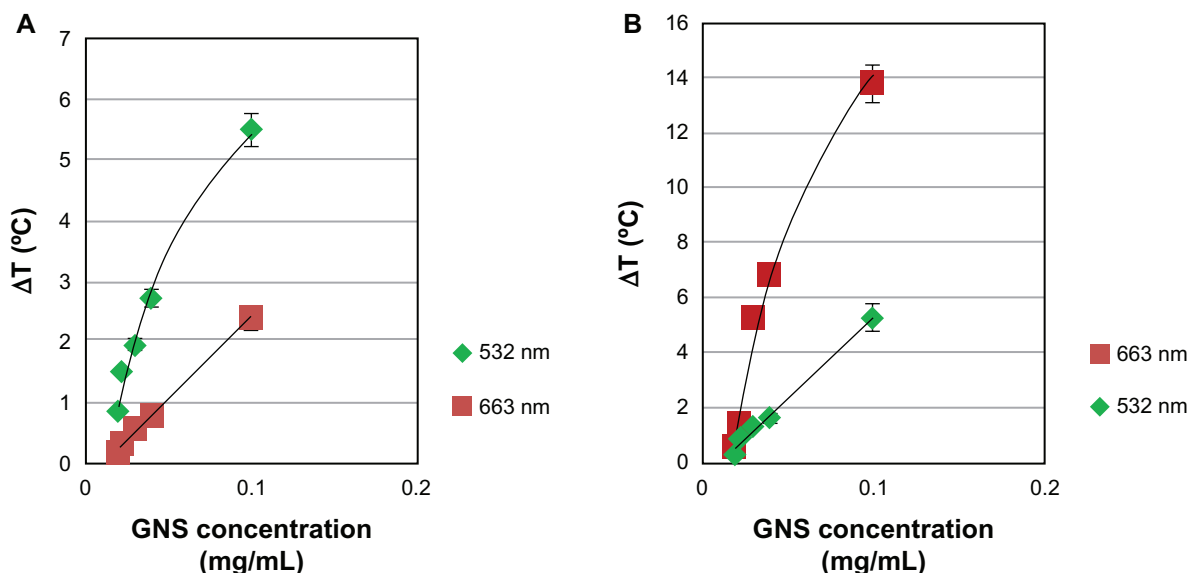 A
7
6
5
4
3
2
1
0
ΔT (ºC)
0
0.1
0.2
GNS concentration
(mg/mL)
532 nm
663 nm
B
16
14
12
10
8
6
4
2
0
ΔT (ºC)
0
0.1
0.2
GNS concentration
(mg/mL)
663 nm
532 nm